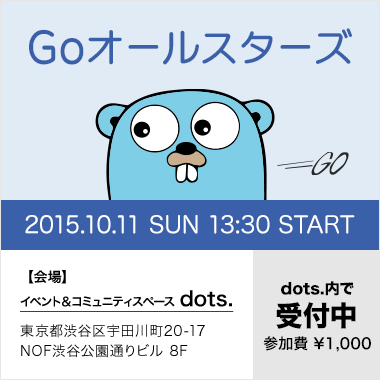 Goオールスターズ
GO
2015.10.11 SUN 13:30 START
【会場】
イベント&コミュニティスペース dots.
東京都渋谷区宇田川町20-17
NOF渋谷公園通りビル 8F
dots.内で
受付中
参加費 ¥1,000